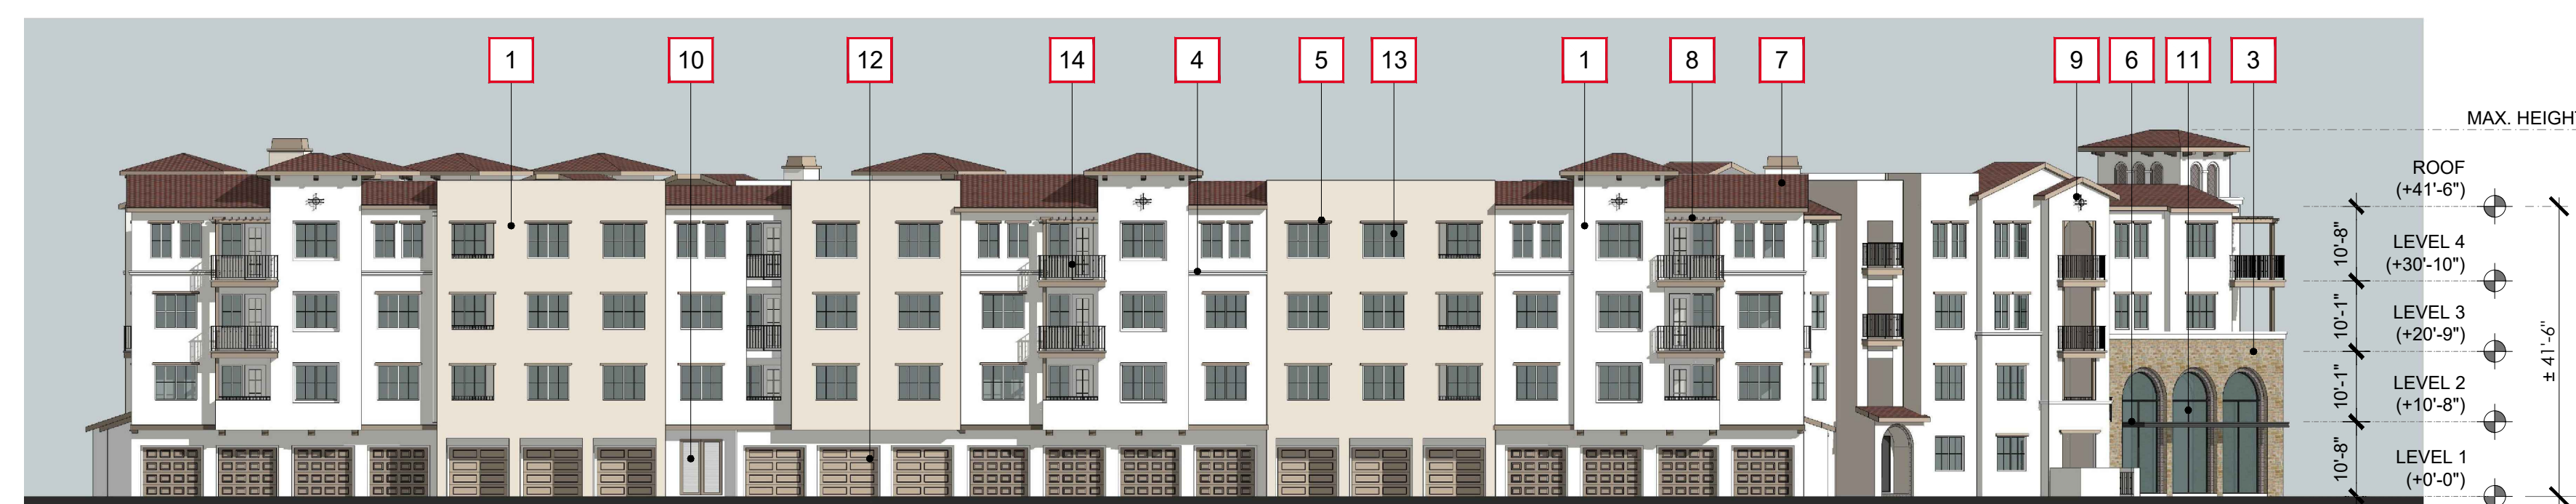 1 10 12 14 4 5 13 1 8 7 9 6 11 3
MAX. HEIGHT
ROOF
(+41'-6")
10'-8"
LEVEL 4
(+30'-10")
10'-1"
LEVEL 3
(+20'-9")
± 41'-6"
10'-1"
LEVEL 2
(+10'-8")
10'-8"
LEVEL 1
(+0'-0")